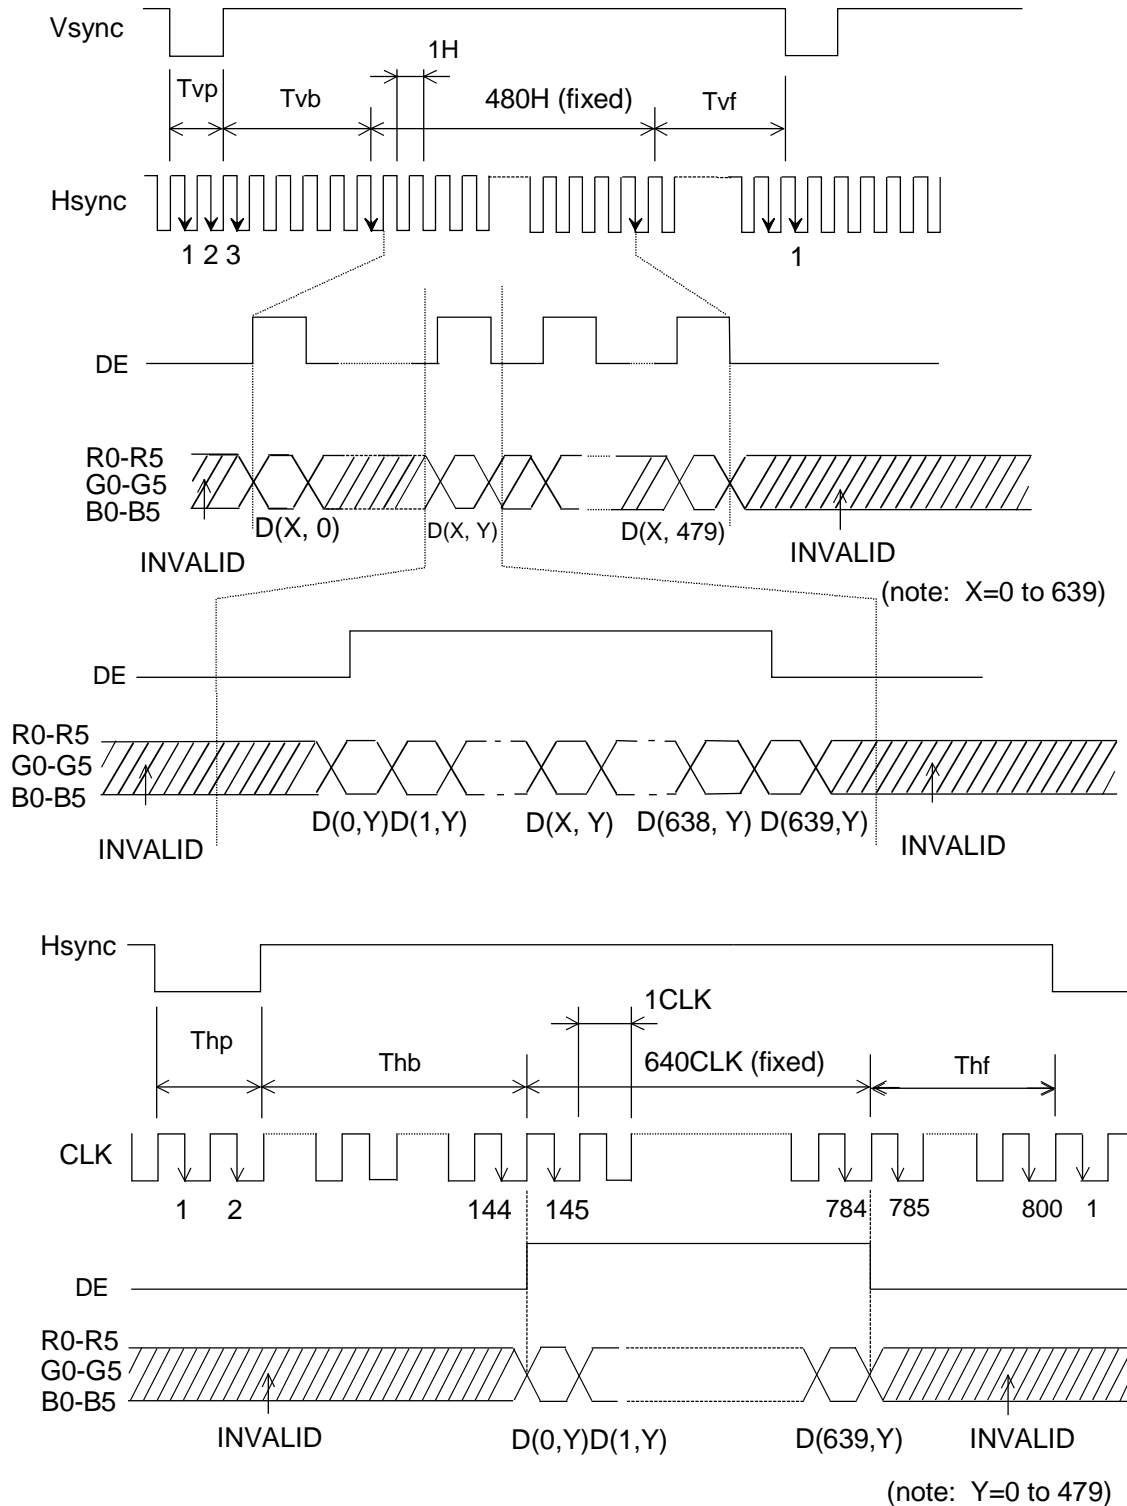 Vsync
1H
Tvp
Tvb
480H (fixed)
Tvf
Hsync
1 2 3
1
DE
R0-R5
G0-G5
B0-B5
D(X, 0)
D(X, Y)
D(X, 479)
INVALID
INVALID
(note: X=0 to 639)
DE
R0-R5
G0-G5
B0-B5
D(0,Y)D(1,Y)
D(X, Y)
D(638, Y)
D(639,Y)
INVALID
INVALID
Hsync
1CLK
Thp
Thb
640CLK (fixed)
Thf
CLK
1
2
144
145
784
785
800
1
DE
R0-R5
G0-G5
B0-B5
INVALID
D(0,Y)D(1,Y)
D(639,Y)
INVALID
(note: Y=0 to 479)